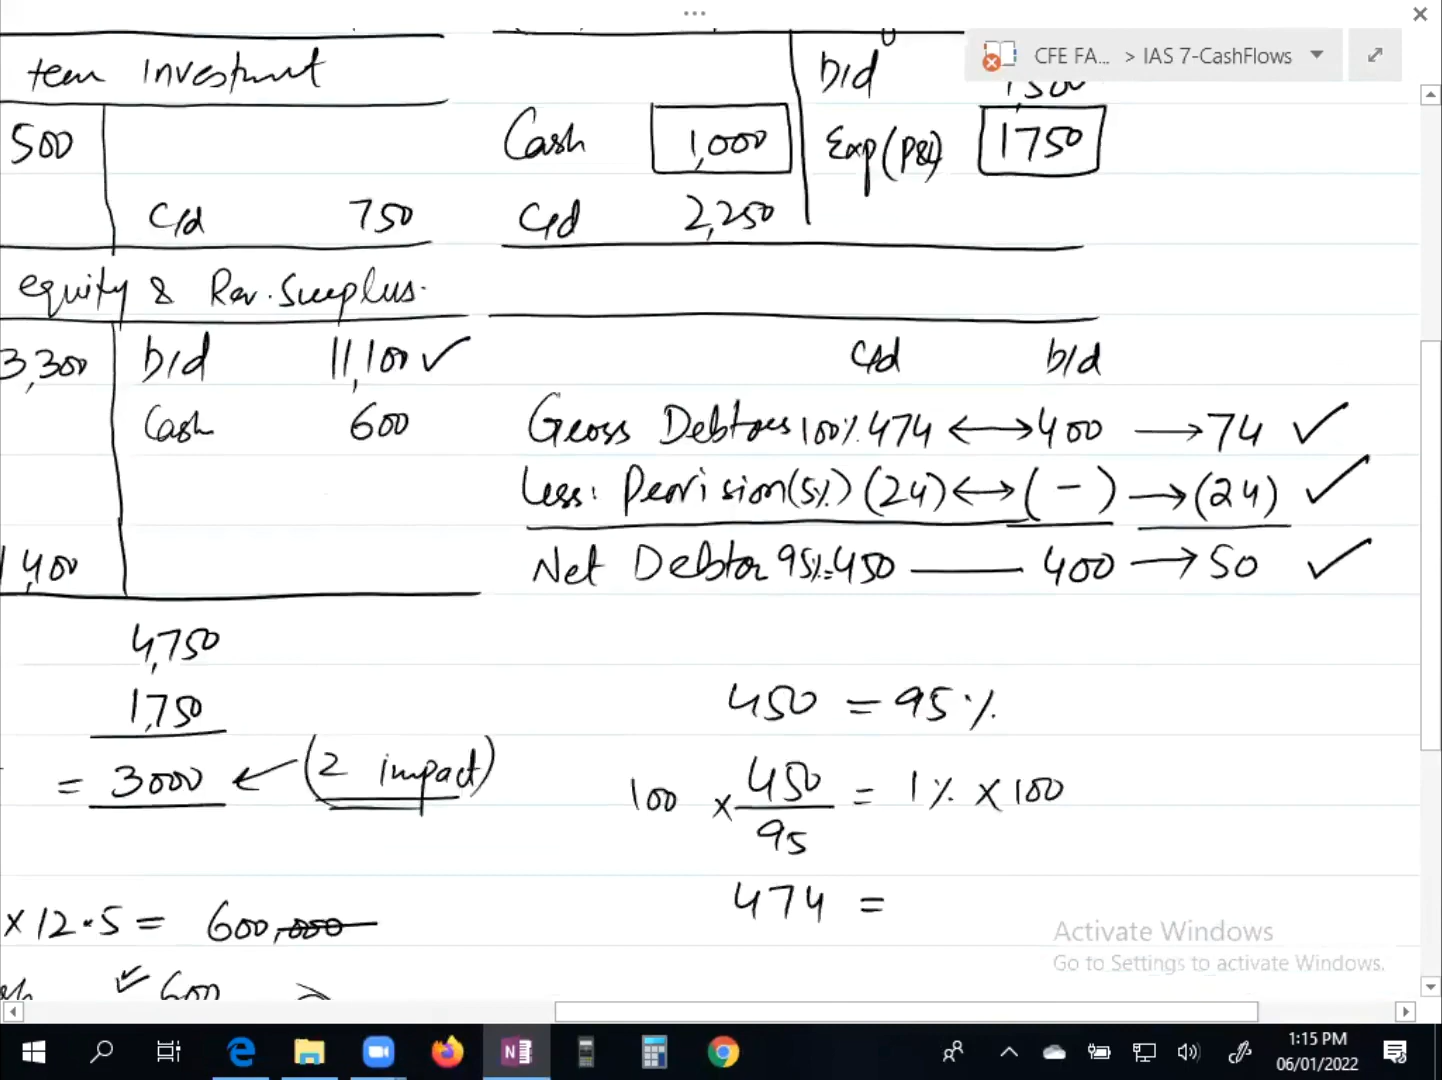 CFE FA... > IAS 7-CashFlows
term Investment
b/d 1,500
500
Cash 1,000
Exp(P&L) 1750
C/d 750
C/d 2,250
equity & Rev. Surplus.
3,300 b/d 11,100 ✓
Cash 600
1,400
c/d b/d
Gross Debtors 100% 474 ↔ 400 → 74 ✓
Less: Provision(5%) (24) ↔ (-) → (24) ✓
Net Debtor 95%=450 — 400 → 50 ✓
4,750
1,750
= 3000 ← (2 impact)
450 = 95%
100 × 450/95 = 1% × 100
474 =
× 12.5 = 600,000
✓ 600
Activate Windows
Go to Settings to activate Windows.
1:15 PM
06/01/2022